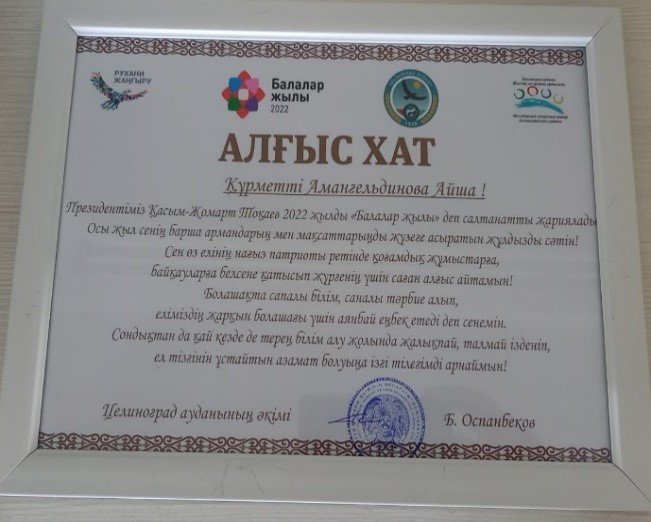 РУХАНИ
ЖАҢҒЫРУ
Балалар
жылы
2022
АЛҒЫС ХАТ
Құрметті Амангельдинова Айша !
Президентіміз Қасым-Жомарт Тоқаев 2022 жылды «Балалар жылы» деп салтанатты жариялады
Осы жыл сенің барша армандарың мен мақсаттарыңды жүзеге асыратын жұлдызды сәтің!
Сен өз елінің нағыз патриоты ретінде қоғамдық жұмыстарға,
байқауларға белсене қатысып жүргенің үшін саған алғыс айтамын!
Болашақта сапалы білім, саналы тәрбие алып,
еліміздің жарқын болашағы үшін аянбай еңбек етеді деп сенемін.
Сондықтан да қай кезде де терең білім алу жолында жалықпай, талмай ізденіп,
ел тізгінін ұстайтын азамат болуыңа ізгі тілегімді арнаймын!
Целиноград ауданының әкімі
Б. Оспанбеков